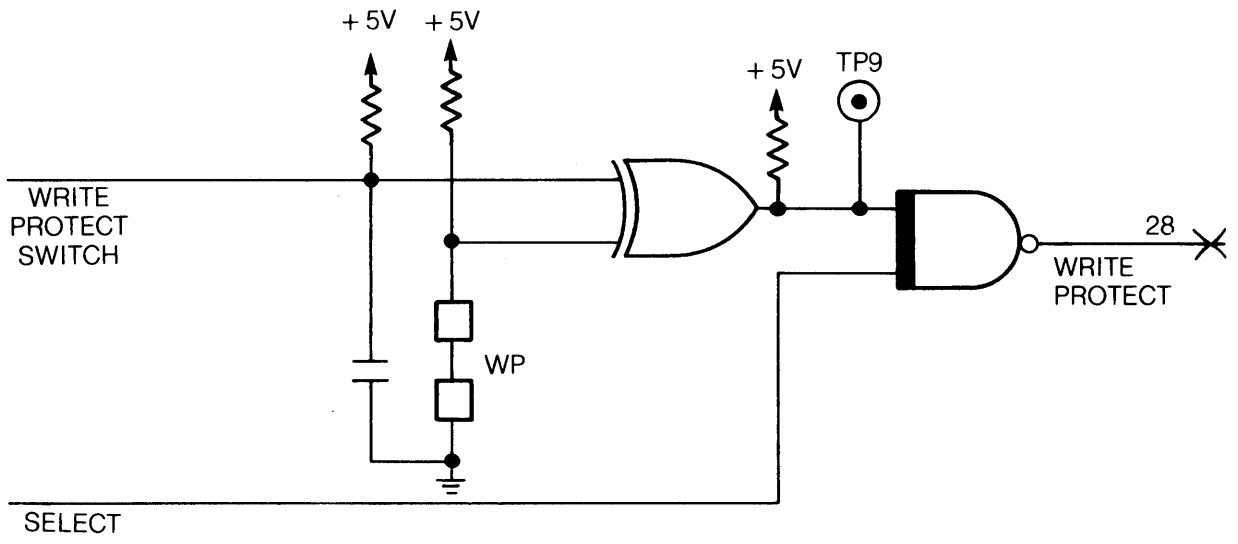 + 5V
+ 5V
+ 5V
TP9
WRITE
PROTECT
SWITCH
28
WRITE
PROTECT
WP
SELECT